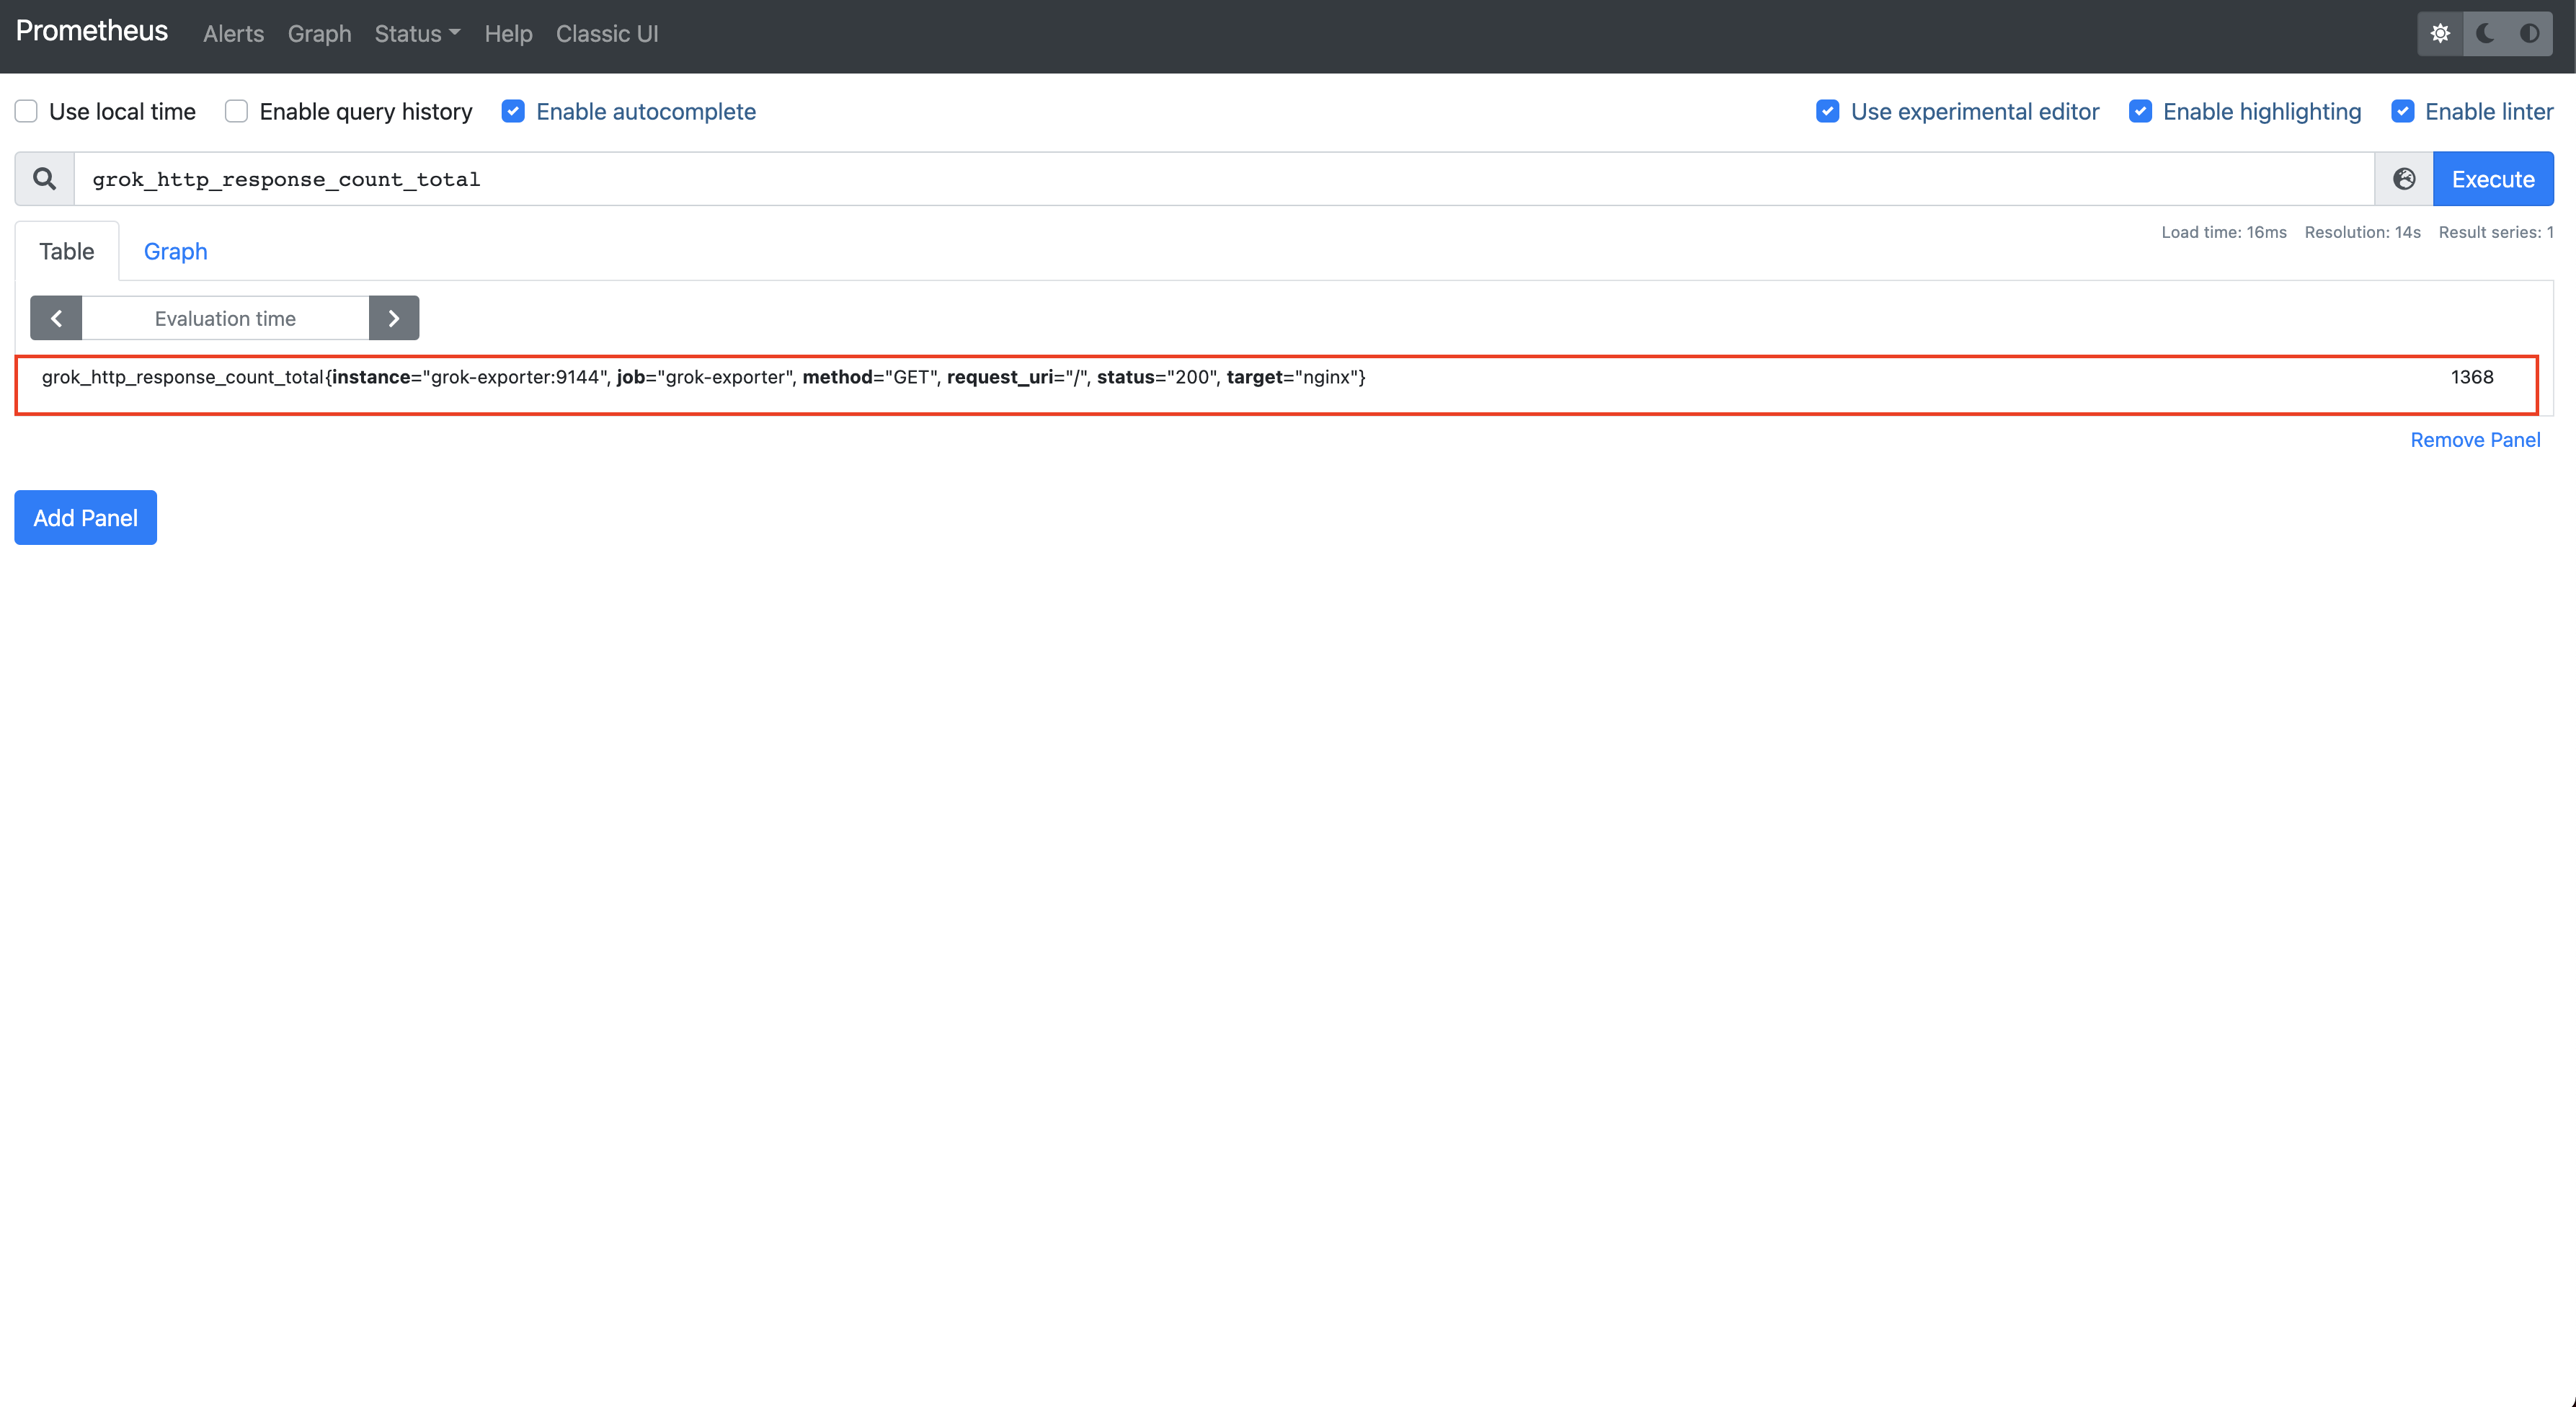 Prometheus Alerts Graph Status Help Classic UI
Use local time Enable query history Enable autocomplete Use experimental editor Enable highlighting Enable linter
grok_http_response_count_total Execute
Table Graph Load time: 16ms Resolution: 14s Result series: 1
Evaluation time
grok_http_response_count_total{instance="grok-exporter:9144", job="grok-exporter", method="GET", request_uri="/", status="200", target="nginx"} 1368
Remove Panel
Add Panel